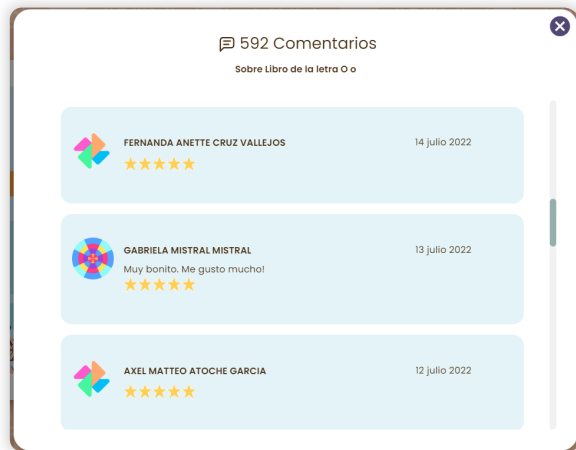 592 Comentarios
Sobre Libro de la letra O o
FERNANDA ANETTE CRUZ VALLEJOS
14 julio 2022
GABRIELA MISTRAL MISTRAL
13 julio 2022
Muy bonito. Me gusto mucho!
AXEL MATTEO ATOCHE GARCIA
12 julio 2022